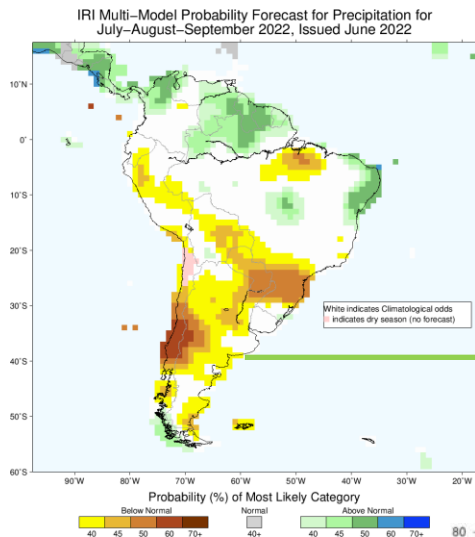 IRI Multi-Model Probability Forecast for Precipitation for
July-August-September 2022, Issued June 2022
10°N
0°
10°S
20°S
30°S
40°S
50°S
60°S
White indicates Climatological odds
indicates dry season (no forecast)
90°W 80°W 70°W 60°W 50°W 40°W 30°W 20°W
Probability (%) of Most Likely Category
Below Normal Normal Above Normal
40 45 50 60 70+ 40+ 40 45 50 60 70+
80